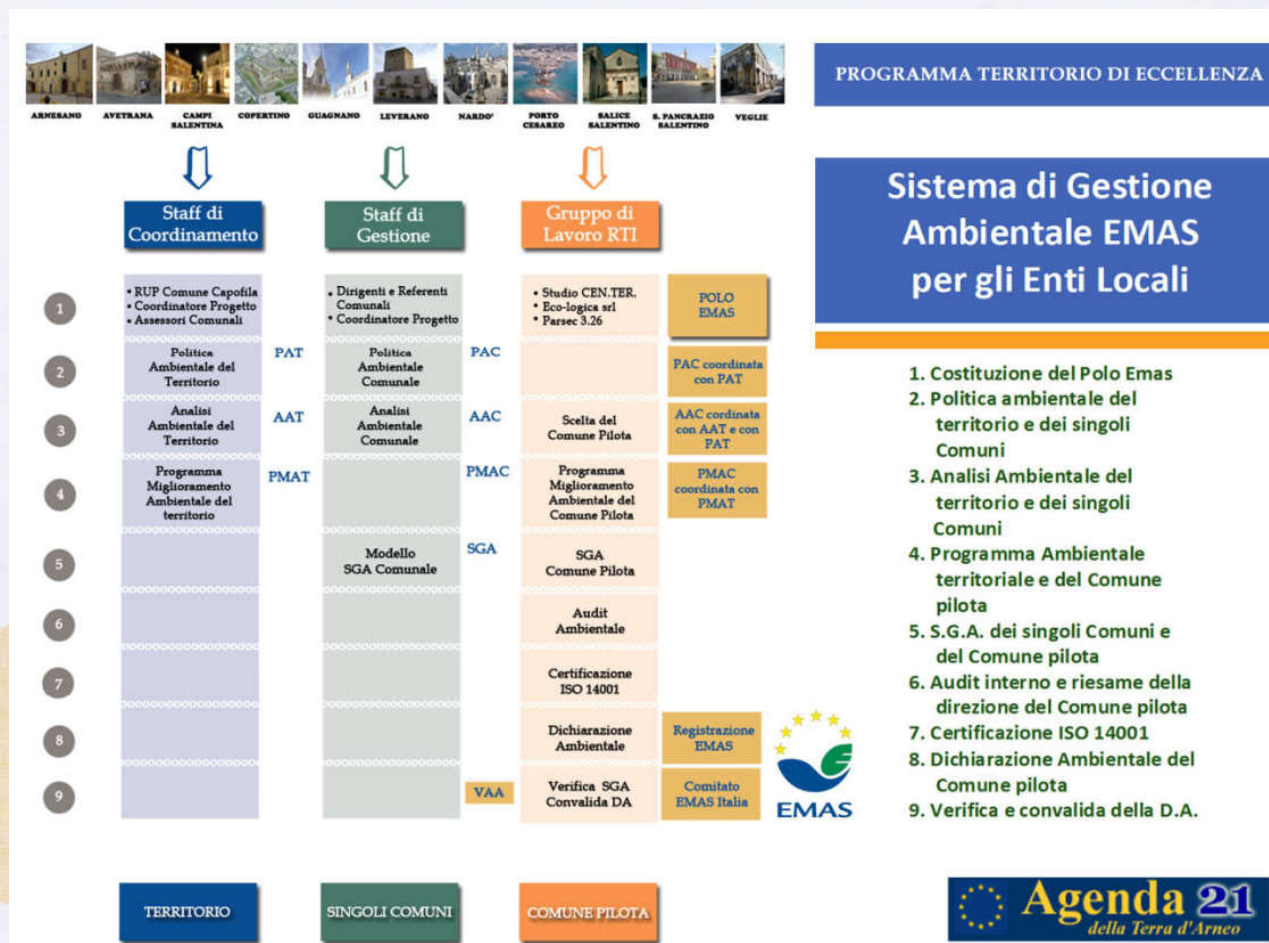 ARNESANO
AVETRANA
CAMPI
SALENTINA
COPERTINO
GUAGNANO
LEVERANO
NARDO'
PORTO
CESAREO
SALICE
SALENTINO
S. PANCRAZIO
SALENTINO
VEGLIE
PROGRAMMA TERRITORIO DI ECCELLENZA
Sistema di Gestione
Ambientale EMAS
per gli Enti Locali
Staff di
Coordinamento
Staff di
Gestione
Gruppo di
Lavoro RTI
1
• RUP Comune Capofila
• Coordinatore Progetto
• Assessori Comunali
• Dirigenti e Referenti
Comunali
• Coordinatore Progetto
• Studio CEN.TER.
• Eco-logica srl
• Parsec 3.26
POLO
EMAS
2
Politica
Ambientale del
Territorio
PAT
Politica
Ambientale
Comunale
PAC
PAC coordinata
con PAT
3
Analisi
Ambientale del
Territorio
AAT
Analisi
Ambientale
Comunale
AAC
Scelta del
Comune Pilota
AAC cordinata
con AAT e con
PAT
4
Programma
Miglioramento
Ambientale del
territorio
PMAT
PMAC
Programma
Miglioramento
Ambientale del
Comune Pilota
PMAC
coordinata con
PMAT
5
Modello
SGA Comunale
SGA
SGA
Comune Pilota
6
Audit
Ambientale
7
Certificazione
ISO 14001
8
Dichiarazione
Ambientale
Registrazione
EMAS
9
VAA
Verifica SGA
Convalida DA
Comitato
EMAS Italia
EMAS
TERRITORIO
SINGOLI COMUNI
COMUNE PILOTA
1. Costituzione del Polo Emas
2. Politica ambientale del
territorio e dei singoli
Comuni
3. Analisi Ambientale del
territorio e dei singoli
Comuni
4. Programma Ambientale
territoriale e del Comune
pilota
5. S.G.A. dei singoli Comuni e
del Comune pilota
6. Audit interno e riesame della
direzione del Comune pilota
7. Certificazione ISO 14001
8. Dichiarazione Ambientale del
Comune pilota
9. Verifica e convalida della D.A.
Agenda 21
della Terra d'Arneo